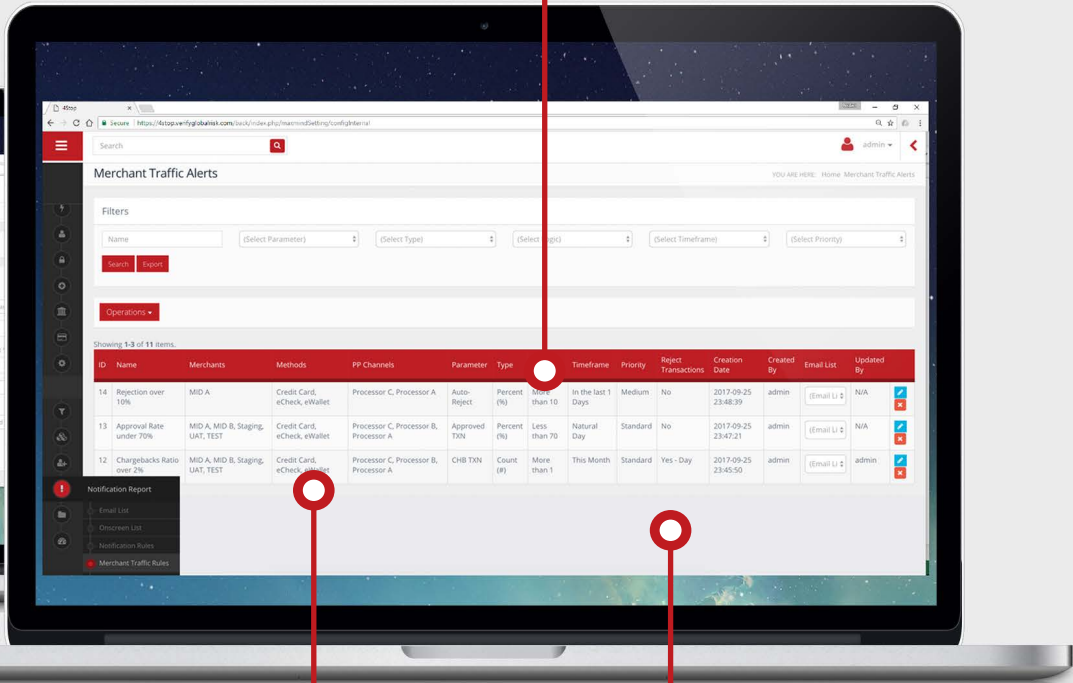 4Stop
Secure https://4stop.verifyglobalrisk.com/back/index.php/maxmindSetting/configInternal
Search
admin
Merchant Traffic Alerts
YOU ARE HERE: Home Merchant Traffic Alerts
Filters
Name (Select Parameter) (Select Type) (Select Logic) (Select Timeframe) (Select Priority)
Search Export
Operations
Showing 1-3 of 11 items.
ID Name Merchants Methods PP Channels Parameter Type Timeframe Priority Reject Transactions Creation Date Created By Email List Updated By
14 Rejection over 10% MID A Credit Card, eCheck, eWallet Processor C, Processor A Auto-Reject Percent (%) More than 10 In the last 1 Days Medium No 2017-09-25 23:48:39 admin (Email Li N/A
13 Approval Rate under 70% MID A, MID B, Staging, UAT, TEST Credit Card, eCheck, eWallet Processor C, Processor B, Processor A Approved TXN Percent (%) Less than 70 Natural Day Standard No 2017-09-25 23:47:21 admin (Email Li N/A
12 Chargebacks Ratio over 2% MID A, MID B, Staging, UAT, TEST Credit Card, eCheck, eWallet Processor C, Processor B, Processor A CHB TXN Count (#) More than 1 This Month Standard Yes - Day 2017-09-25 23:45:50 admin (Email Li admin
Notification Report
Email List
Onscreen List
Notification Rules
Merchant Traffic Rules